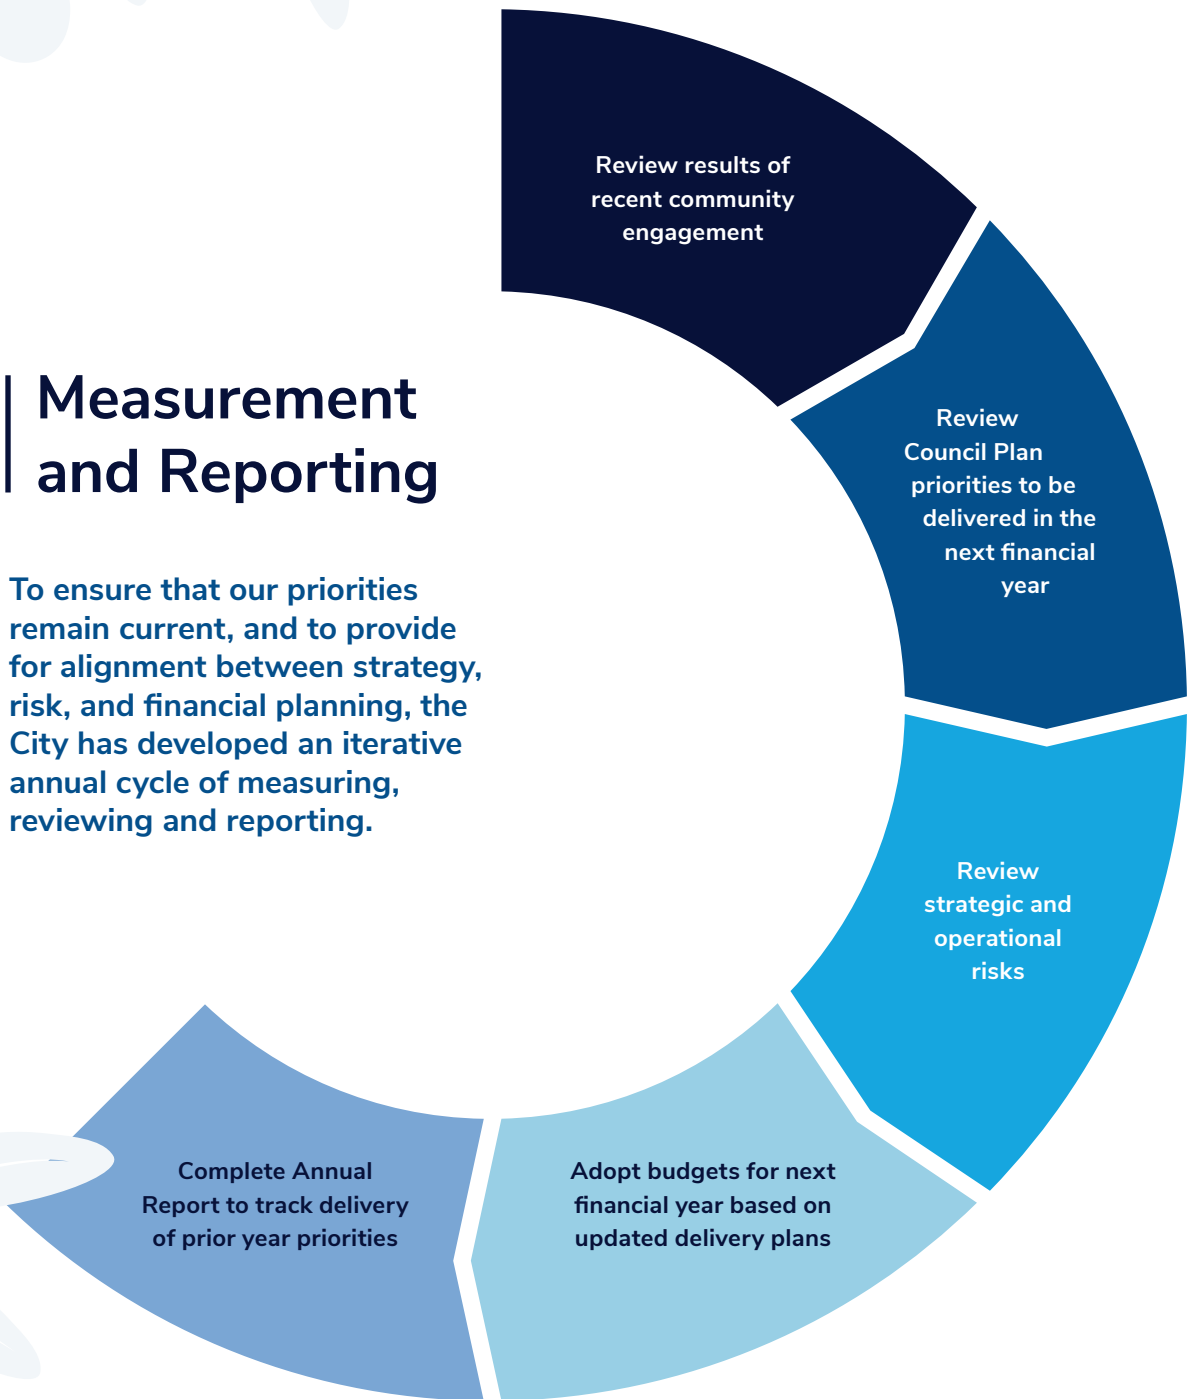 Measurement
and Reporting
To ensure that our priorities
remain current, and to provide
for alignment between strategy,
risk, and financial planning, the
City has developed an iterative
annual cycle of measuring,
reviewing and reporting.
Review results of
recent community
engagement
Review
Council Plan
priorities to be
delivered in the
next financial
year
Review
strategic and
operational
risks
Adopt budgets for next
financial year based on
updated delivery plans
Complete Annual
Report to track delivery
of prior year priorities